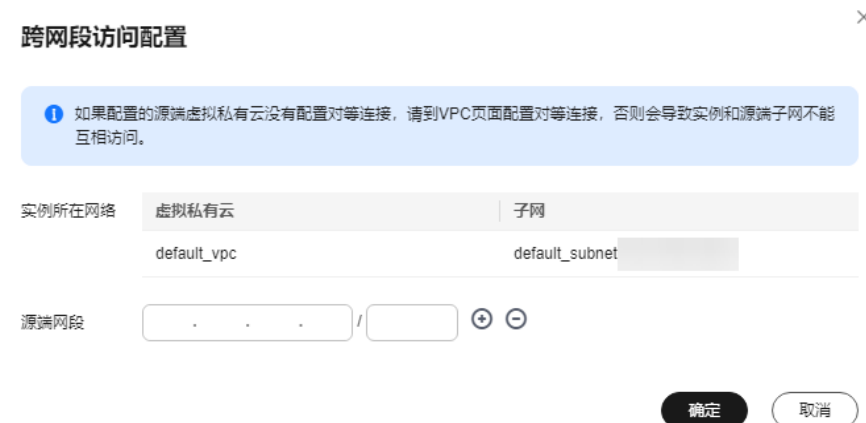 跨网段访问配置
如果配置的源端虚拟私有云没有配置对等连接，请到VPC页面配置对等连接，否则会导致实例和源端子网不能
互相访问。
实例所在网络 虚拟私有云 子网
default_vpc default_subnet
源端网段 . . . /
确定 取消